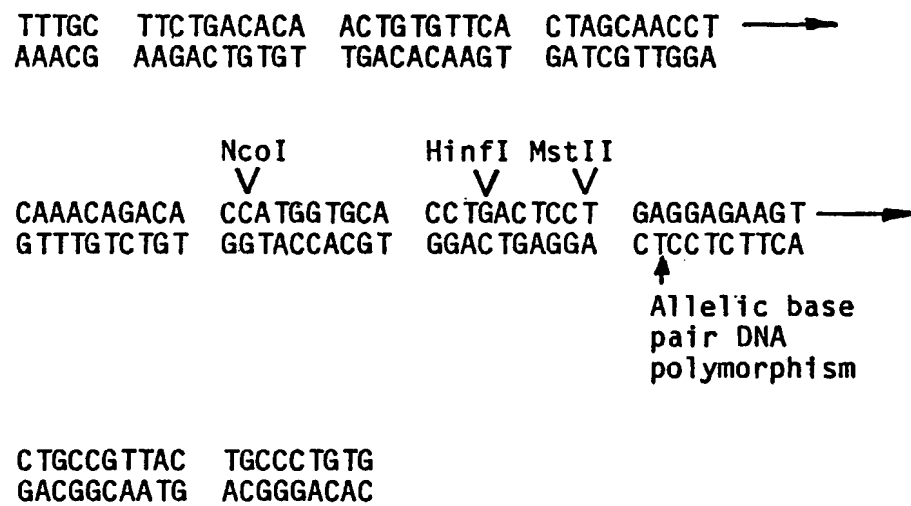 TTTGC TTCTGACACA ACTGTGTTCA CTAGCAACCT
AAACG AAGACTGTGT TGACACAAGT GATCGTTGGA
NcoI HinfI MstII
CAAACAGACA CCATGGTGCA CCTGACTCCT GAGGAGAAGT
GTTTGTCTGT GGTACCACGT GGACTGAGGA CTCCTCTTCA
Allelic base
pair DNA
polymorphism
CTGCCGTTAC TGCCCTGTG
GACGGCAATG ACGGGACAC